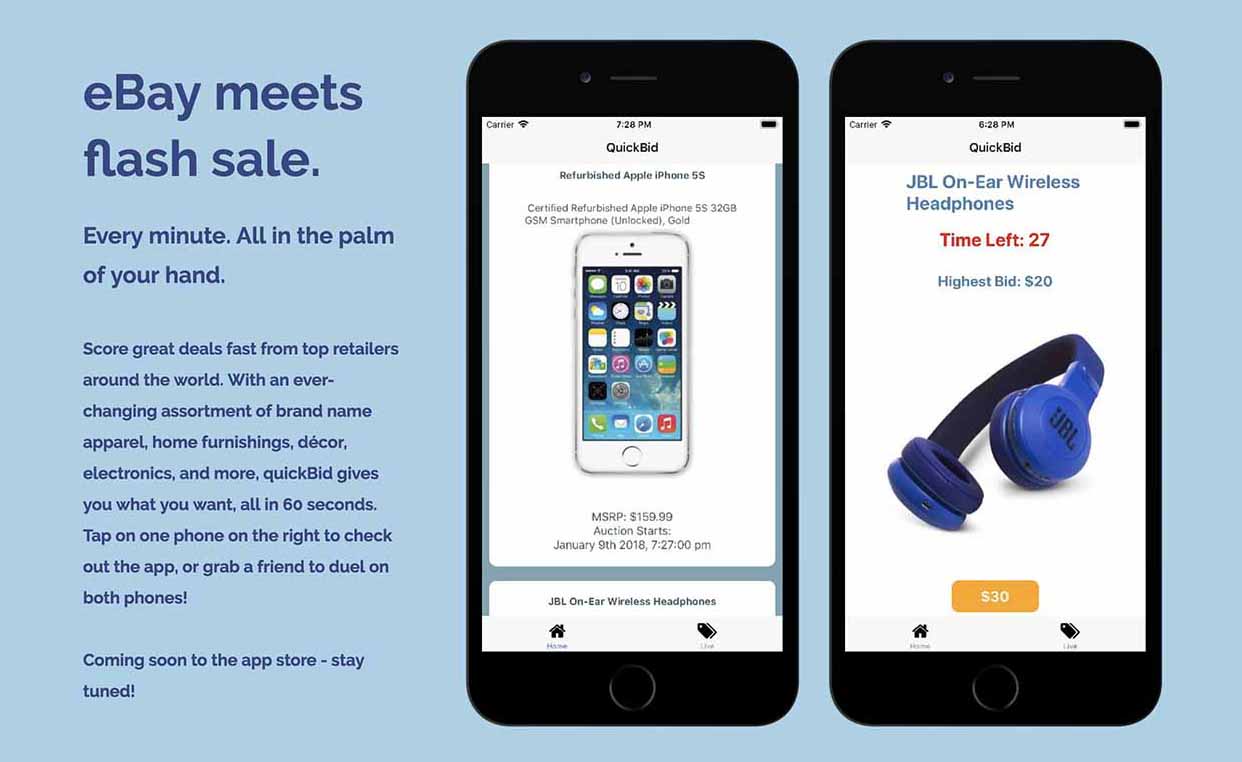 eBay meets
flash sale.
Every minute. All in the palm
of your hand.
Score great deals fast from top retailers
around the world. With an ever-
changing assortment of brand name
apparel, home furnishings, décor,
electronics, and more, quickBid gives
you what you want, all in 60 seconds.
Tap on one phone on the right to check
out the app, or grab a friend to duel on
both phones!
Coming soon to the app store - stay
tuned!
Carrier 7:28 PM
QuickBid
Refurbished Apple iPhone 5S
Certified Refurbished Apple iPhone 5S 32GB
GSM Smartphone (Unlocked), Gold
MSRP: $159.99
Auction Starts:
January 9th 2018, 7:27:00 pm
JBL On-Ear Wireless Headphones
Home Live
Carrier 6:28 PM
QuickBid
JBL On-Ear Wireless
Headphones
Time Left: 27
Highest Bid: $20
JBL
$30
Home Live